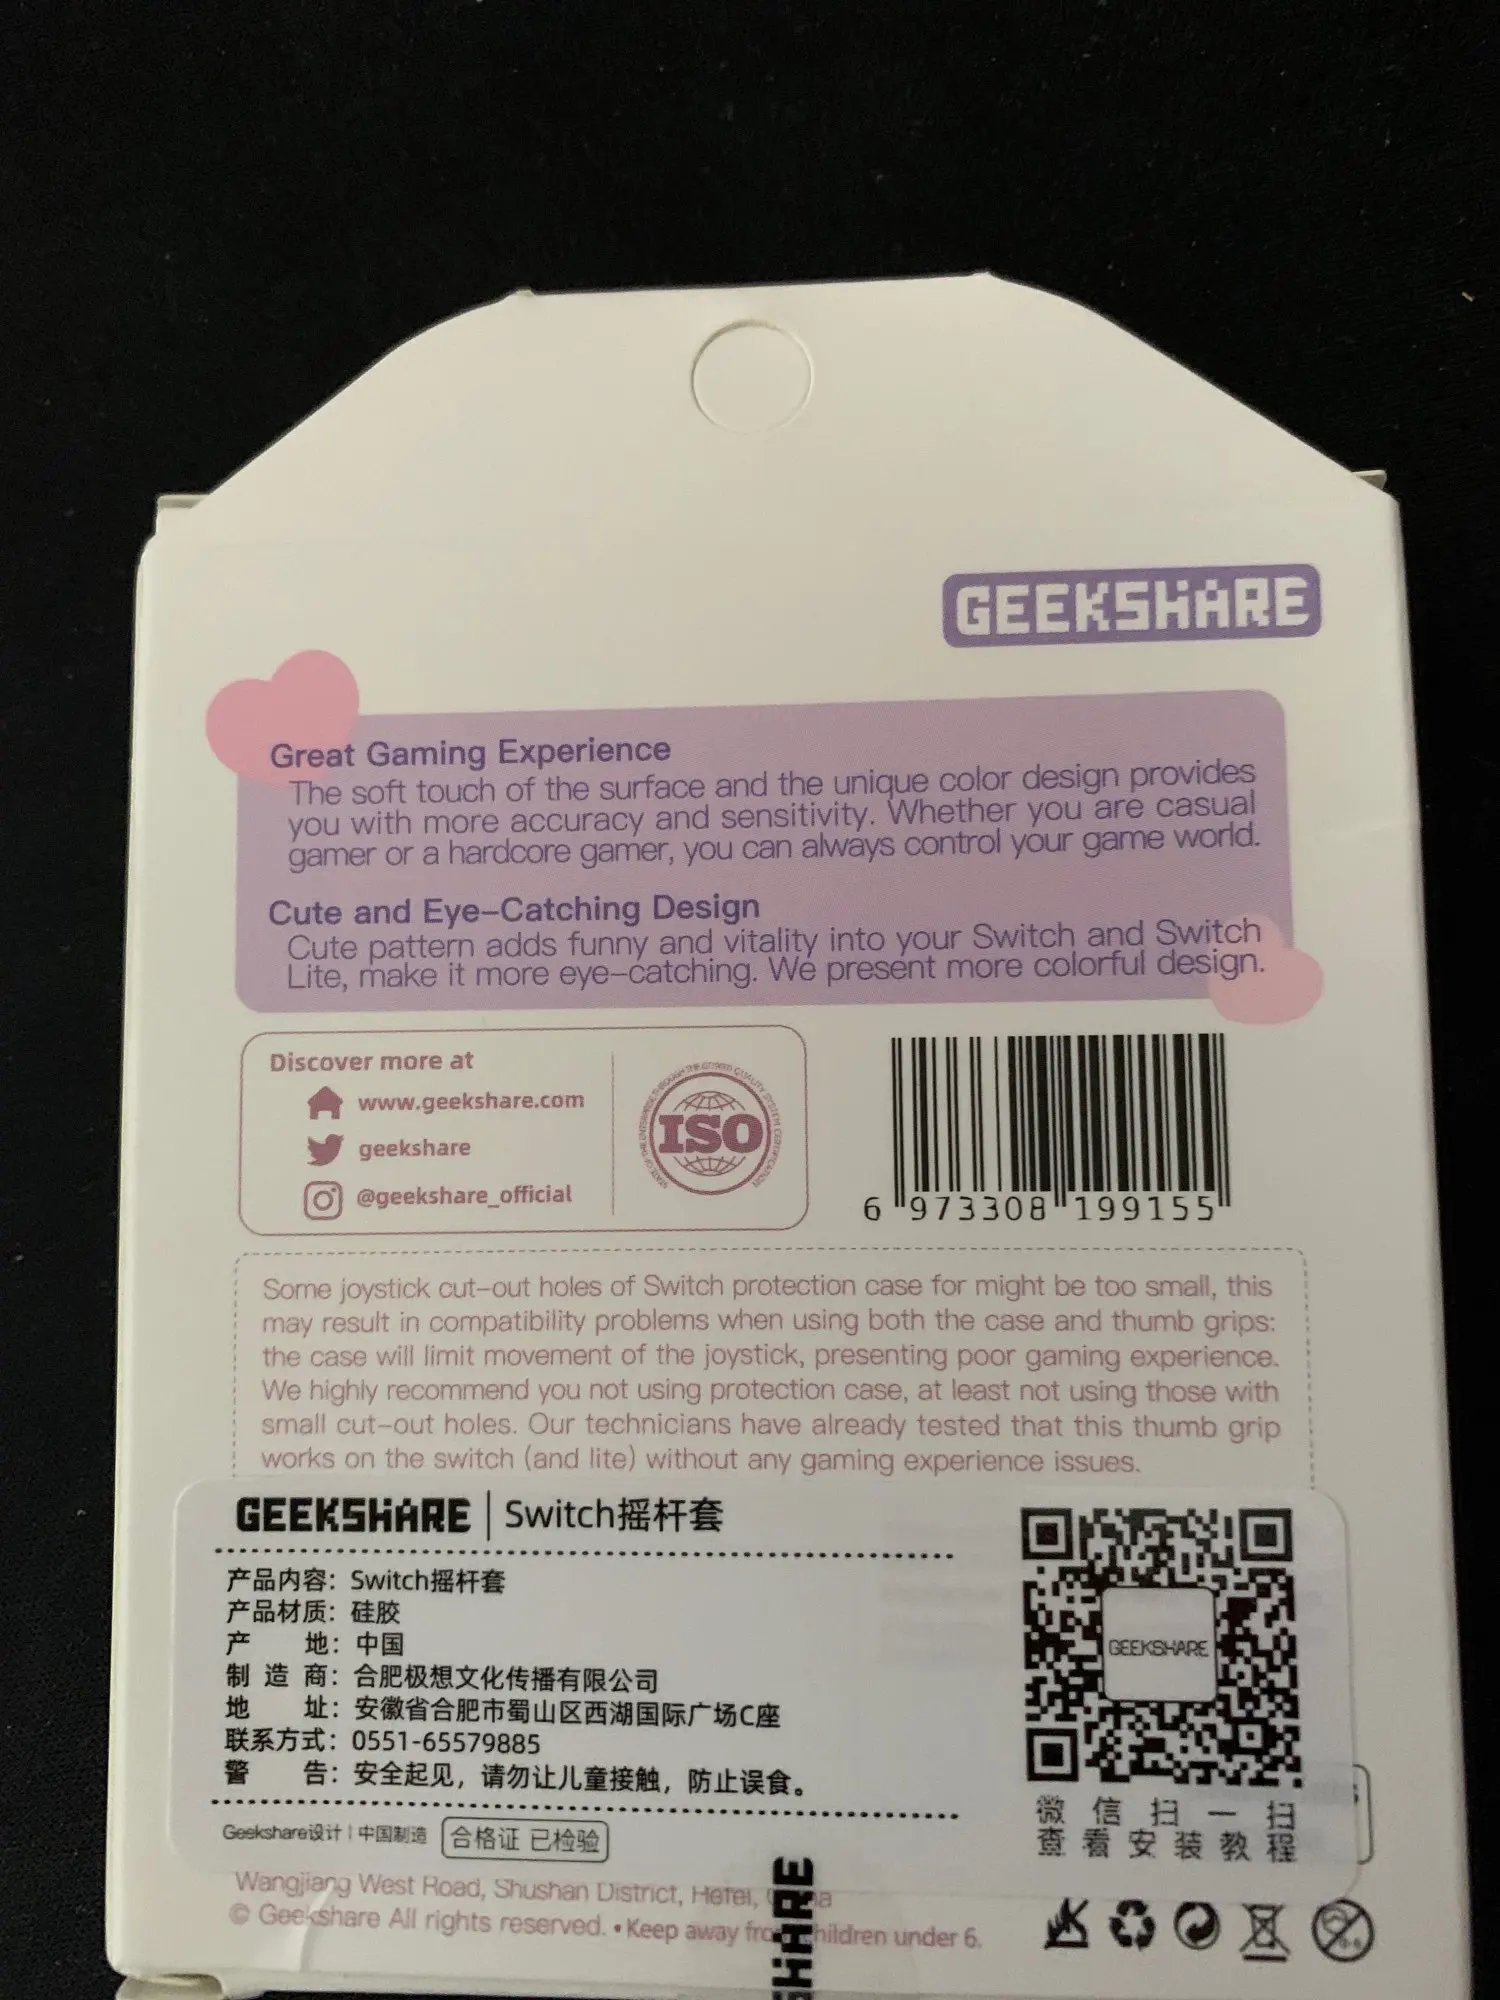 GEEKSHARE
Great Gaming Experience
The soft touch of the surface and the unique color design provides
you with more accuracy and sensitivity. Whether you are casual
gamer or a hardcore gamer, you can always control your game world.
Cute and Eye-Catching Design
Cute pattern adds funny and vitality into your Switch and Switch
Lite, make it more eye-catching. We present more colorful design.
Discover more at
www.geekshare.com
geekshare
@geekshare_official
ISO
6 973308 199155
Some joystick cut-out holes of Switch protection case for might be too small, this
may result in compatibility problems when using both the case and thumb grips:
the case will limit movement of the joystick, presenting poor gaming experience.
We highly recommend you not using protection case, at least not using those with
small cut-out holes. Our technicians have already tested that this thumb grip
works on the switch (and lite) without any gaming experience issues.
GEEKSHARE | Switch摇杆套
产品内容：Switch摇杆套
产品材质：硅胶
产 地：中国
制 造 商：合肥极想文化传播有限公司
地 址：安徽省合肥市蜀山区西湖国际广场C座
联系方式：0551-65579885
警 告：安全起见，请勿让儿童接触，防止误食。
Geekshare设计 | 中国制造 合格证 已检验
GEEKSHARE
微信扫一扫
查看安装教程
Wangjiang West Road, Shushan District, Hefei,
© Geekshare All rights reserved. • Keep away from children under 6.
SHARE